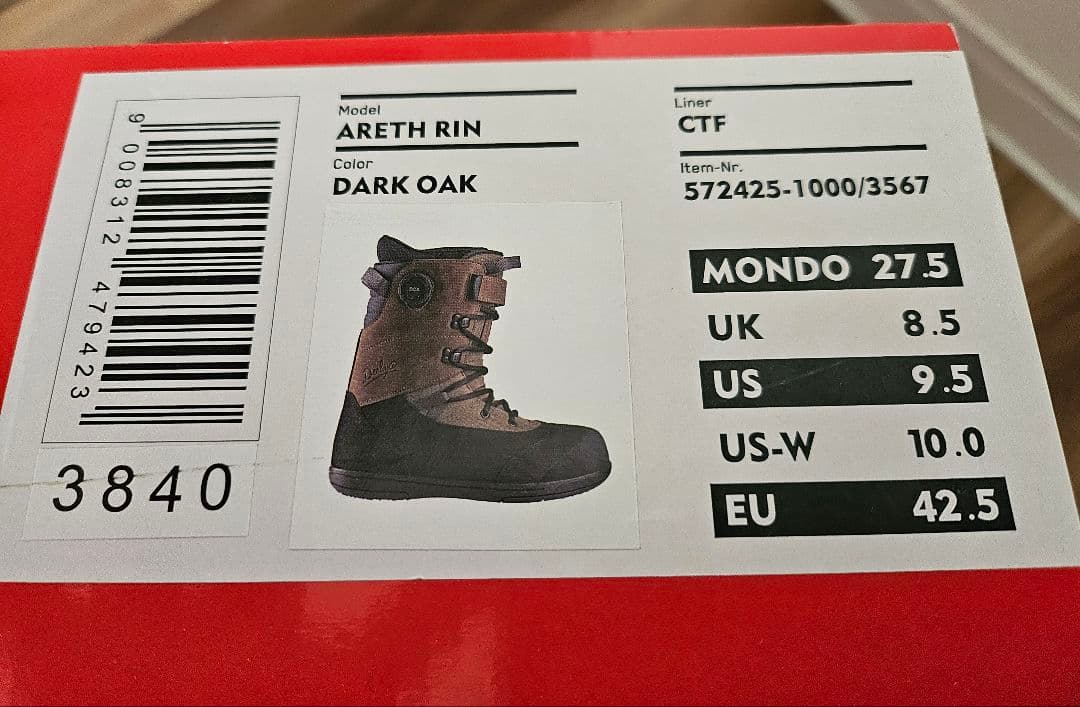 9 008312 479423
3840
Model
ARETH RIN
Color
DARK OAK
Liner
CTF
Item-Nr.
572425-1000/3567
MONDO 27.5
UK 8.5
US 9.5
US-W 10.0
EU 42.5